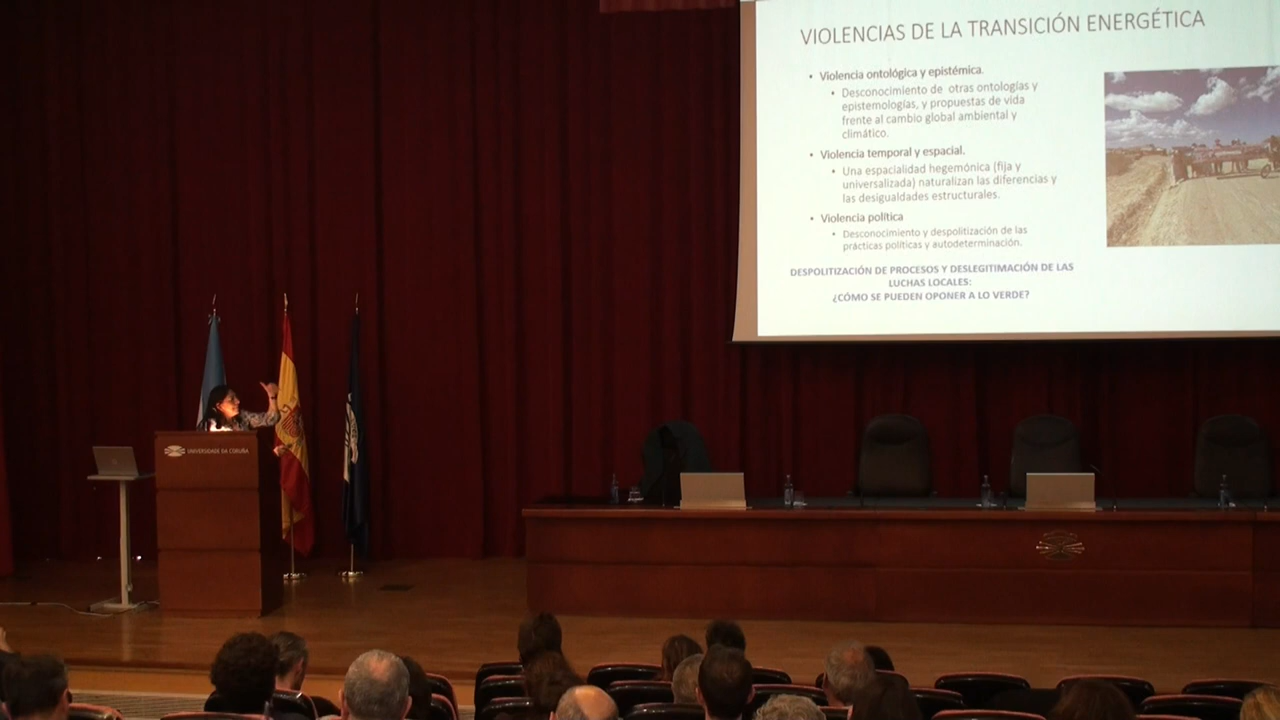 VIOLENCIAS DE LA TRANSICIÓN ENERGÉTICA
• Violencia ontológica y epistémica.
• Desconocimiento de otras ontologías y
epistemologías, y propuestas de vida
frente al cambio global ambiental y
climático.
• Violencia temporal y espacial.
• Una espacialidad hegemónica (fija y
universalizada) naturalizan las diferencias y
las desigualdades estructurales.
• Violencia política
• Desconocimiento y despolitización de las
prácticas políticas y autodeterminación.
DESPOLITIZACIÓN DE PROCESOS Y DESLEGITIMACIÓN DE LAS
LUCHAS LOCALES:
¿CÓMO SE PUEDEN OPONER A LO VERDE?
UNIVERSIDADE DA CORUÑA